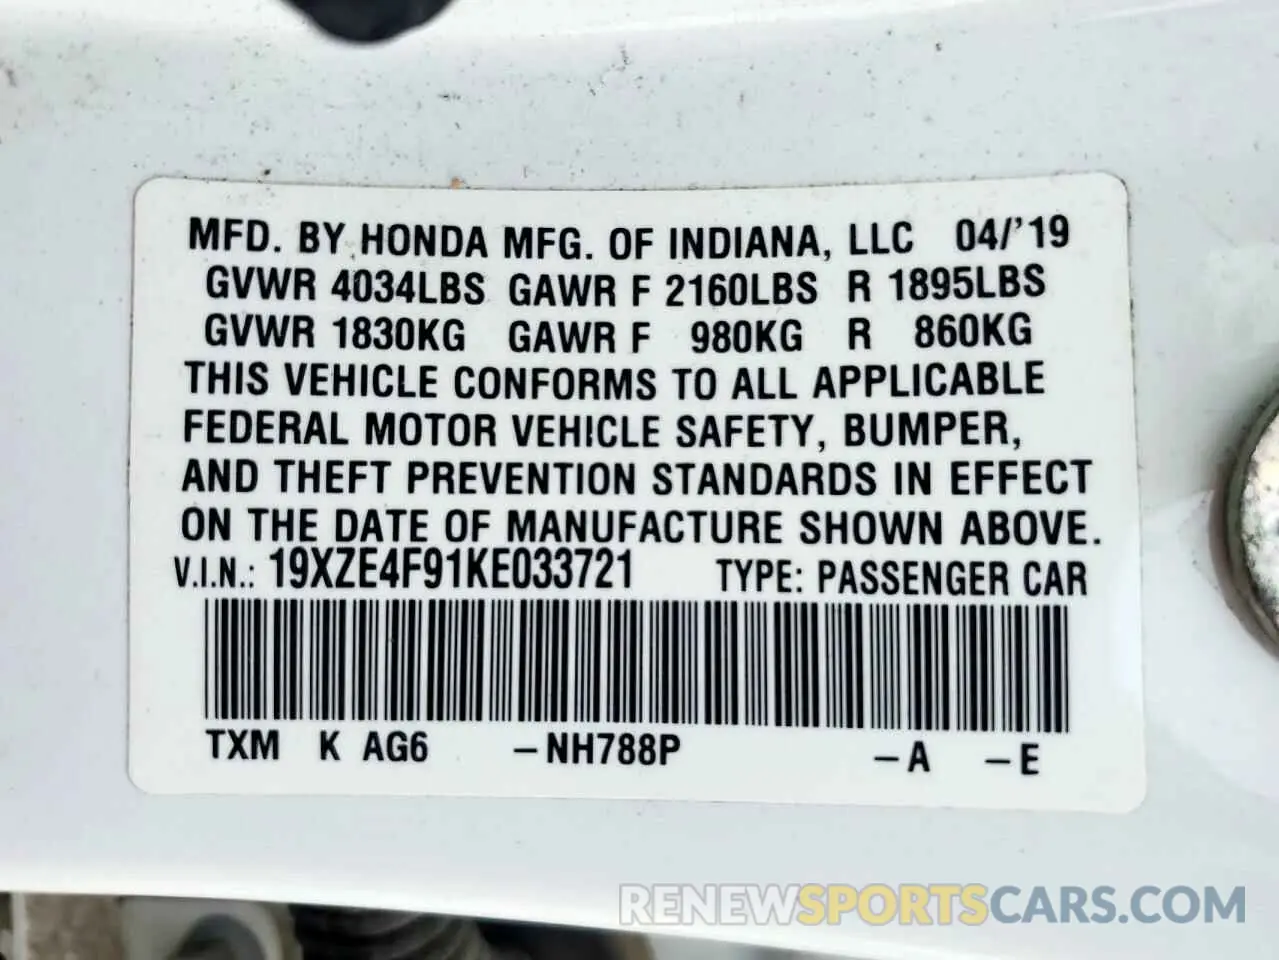 MFD. BY HONDA MFG. OF INDIANA, LLC 04/'19
GVWR 4034LBS GAWR F 2160LBS R 1895LBS
GVWR 1830KG GAWR F 980KG R 860KG
THIS VEHICLE CONFORMS TO ALL APPLICABLE
FEDERAL MOTOR VEHICLE SAFETY, BUMPER,
AND THEFT PREVENTION STANDARDS IN EFFECT
ON THE DATE OF MANUFACTURE SHOWN ABOVE.
V.I.N.: 19XZE4F91KE033721 TYPE: PASSENGER CAR
TXM K AG6 –NH788P –A –E
RENEWSPORTSCARS.COM